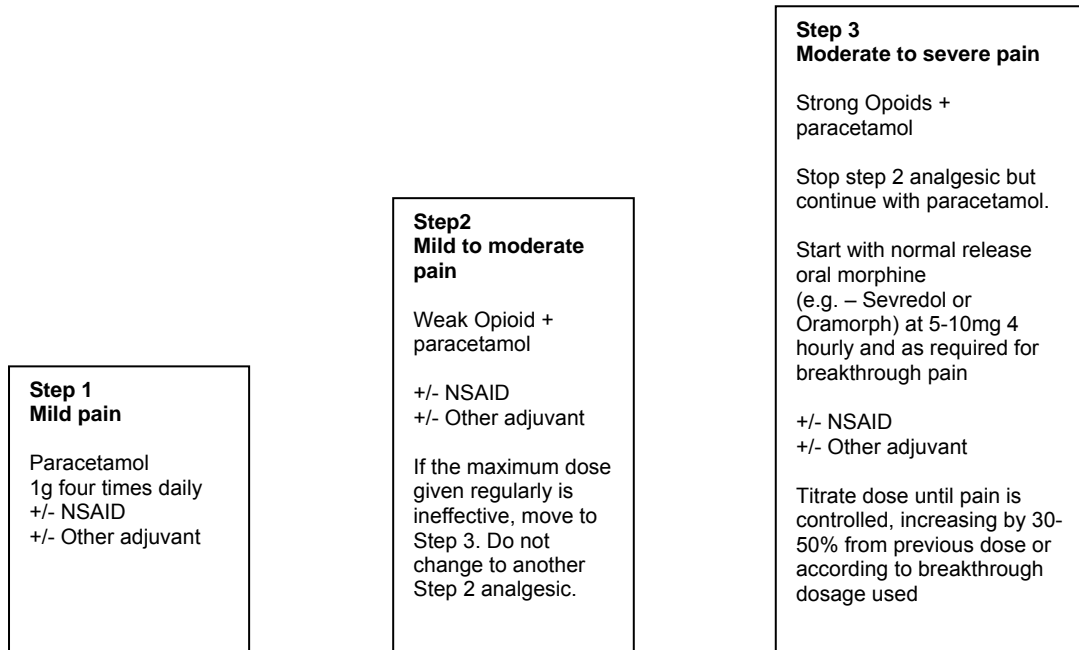 Step 1
Mild pain
Paracetamol
1g four times daily
+/- NSAID
+/- Other adjuvant
Step2
Mild to moderate
pain
Weak Opioid +
paracetamol
+/- NSAID
+/- Other adjuvant
If the maximum dose
given regularly is
ineffective, move to
Step 3. Do not
change to another
Step 2 analgesic.
Step 3
Moderate to severe pain
Strong Opoids +
paracetamol
Stop step 2 analgesic but
continue with paracetamol.
Start with normal release
oral morphine
(e.g. – Sevredol or
Oramorph) at 5-10mg 4
hourly and as required for
breakthrough pain
+/- NSAID
+/- Other adjuvant
Titrate dose until pain is
controlled, increasing by 30-
50% from previous dose or
according to breakthrough
dosage used